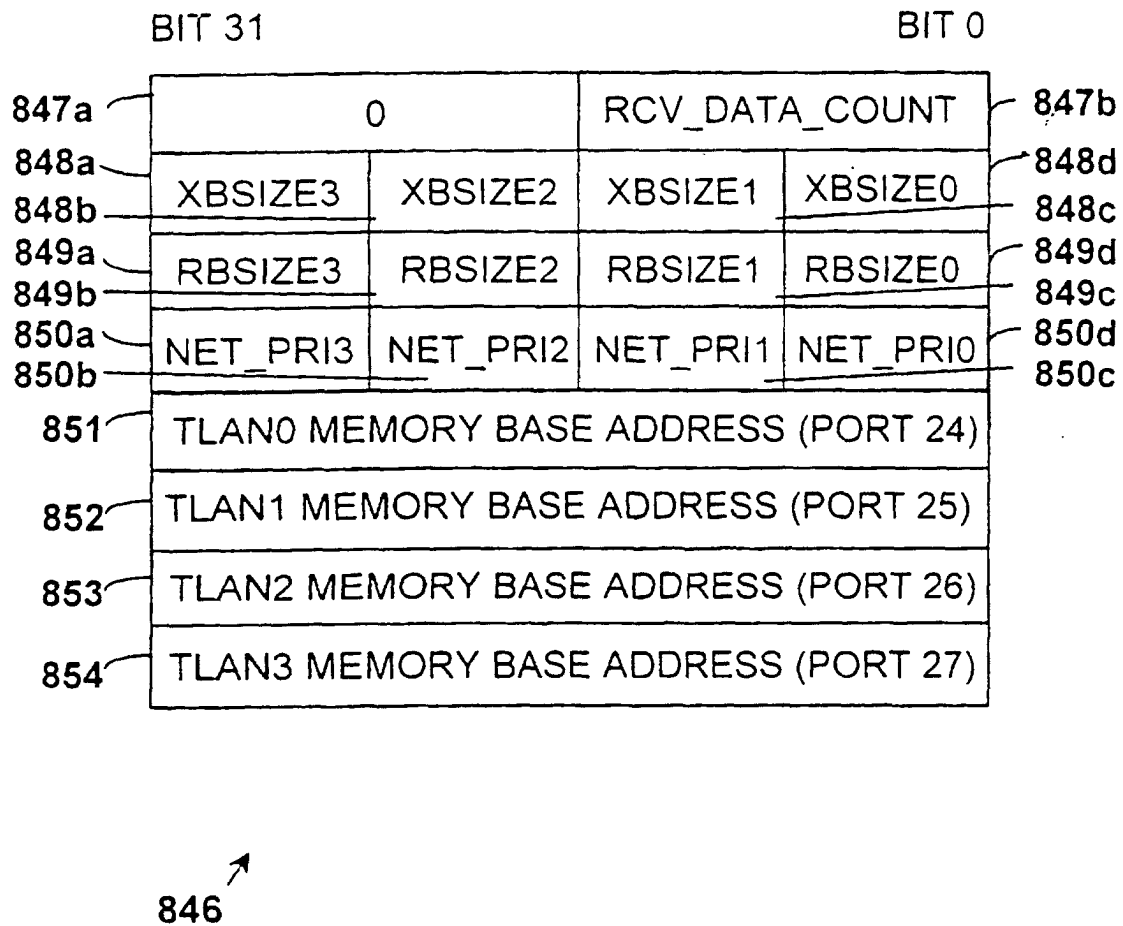 BIT 31 BIT 0
847a 0 RCV_DATA_COUNT 847b
848a XBSIZE3 XBSIZE2 XBSIZE1 XBSIZE0 848d
848b 848c
849a RBSIZE3 RBSIZE2 RBSIZE1 RBSIZE0 849d
849b 849c
850a NET_PRI3 NET_PRI2 NET_PRI1 NET_PRI0 850d
850b 850c
851 TLAN0 MEMORY BASE ADDRESS (PORT 24)
852 TLAN1 MEMORY BASE ADDRESS (PORT 25)
853 TLAN2 MEMORY BASE ADDRESS (PORT 26)
854 TLAN3 MEMORY BASE ADDRESS (PORT 27)
846